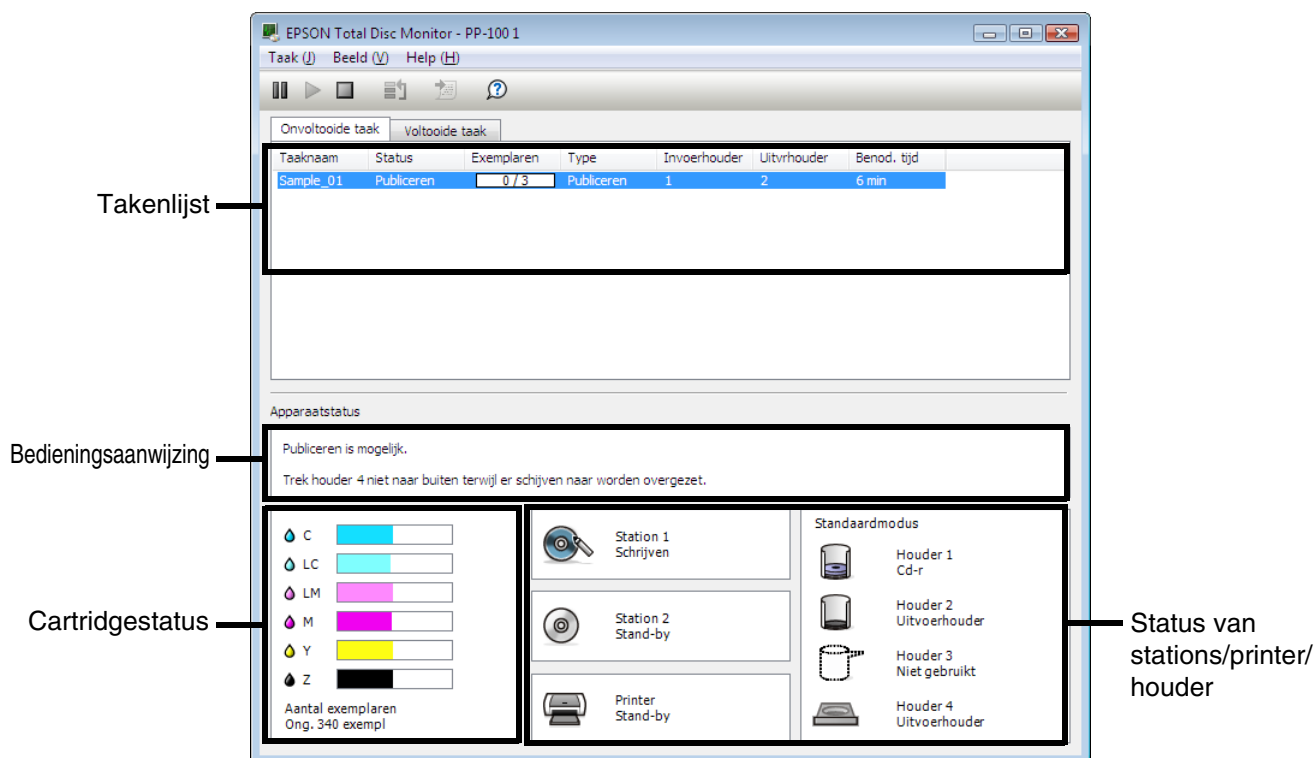 EPSON Total Disc Monitor - PP-100 1
Taak (J) Beeld (V) Help (H)
Onvoltooide taak Voltooide taak
Taaknaam Status Exemplaren Type Invoerhouder Uitvrhouder Benod. tijd
Sample_01 Publiceren 0 / 3 Publiceren 1 2 6 min
Takenlijst
Apparaatstatus
Bedieningsaanwijzing
Publiceren is mogelijk.
Trek houder 4 niet naar buiten terwijl er schijven naar worden overgezet.
Cartridgestatus
C
LC
LM
M
Y
Z
Aantal exemplaren
Ong. 340 exempl
Station 1
Schrijven
Station 2
Stand-by
Printer
Stand-by
Standaardmodus
Houder 1
Cd-r
Houder 2
Uitvoerhouder
Houder 3
Niet gebruikt
Houder 4
Uitvoerhouder
Status van
stations/printer/
houder